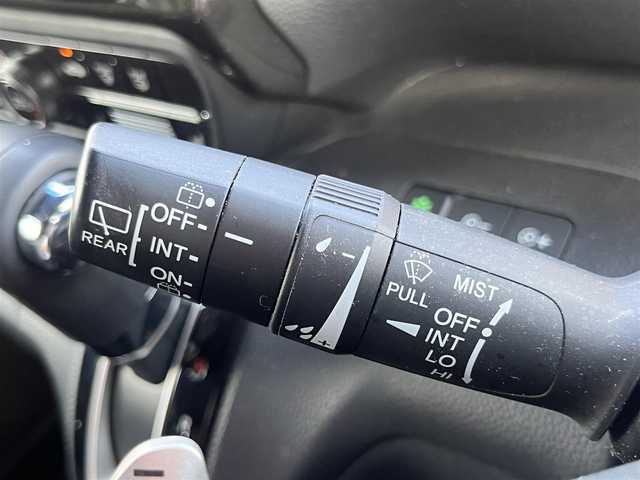 REAR
OFF
INT
ON
- 
+
PULL
MIST
OFF
INT
LO
HI